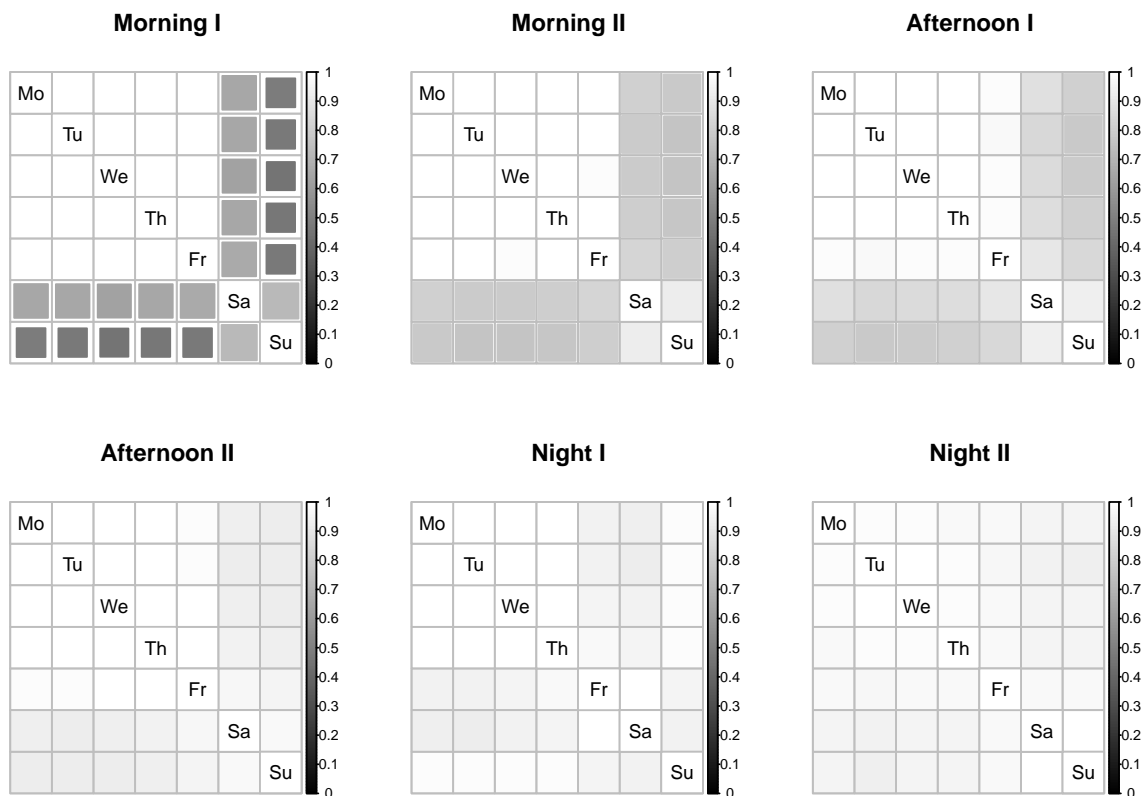 Morning I
Morning II
Afternoon I
Mo
Tu
We
Th
Fr
Sa
Su
1
0.9
0.8
0.7
0.6
0.5
0.4
0.3
0.2
0.1
0
Mo
Tu
We
Th
Fr
Sa
Su
1
0.9
0.8
0.7
0.6
0.5
0.4
0.3
0.2
0.1
0
Mo
Tu
We
Th
Fr
Sa
Su
1
0.9
0.8
0.7
0.6
0.5
0.4
0.3
0.2
0.1
0
Afternoon II
Night I
Night II
Mo
Tu
We
Th
Fr
Sa
Su
1
0.9
0.8
0.7
0.6
0.5
0.4
0.3
0.2
0.1
0
Mo
Tu
We
Th
Fr
Sa
Su
1
0.9
0.8
0.7
0.6
0.5
0.4
0.3
0.2
0.1
0
Mo
Tu
We
Th
Fr
Sa
Su
1
0.9
0.8
0.7
0.6
0.5
0.4
0.3
0.2
0.1
0